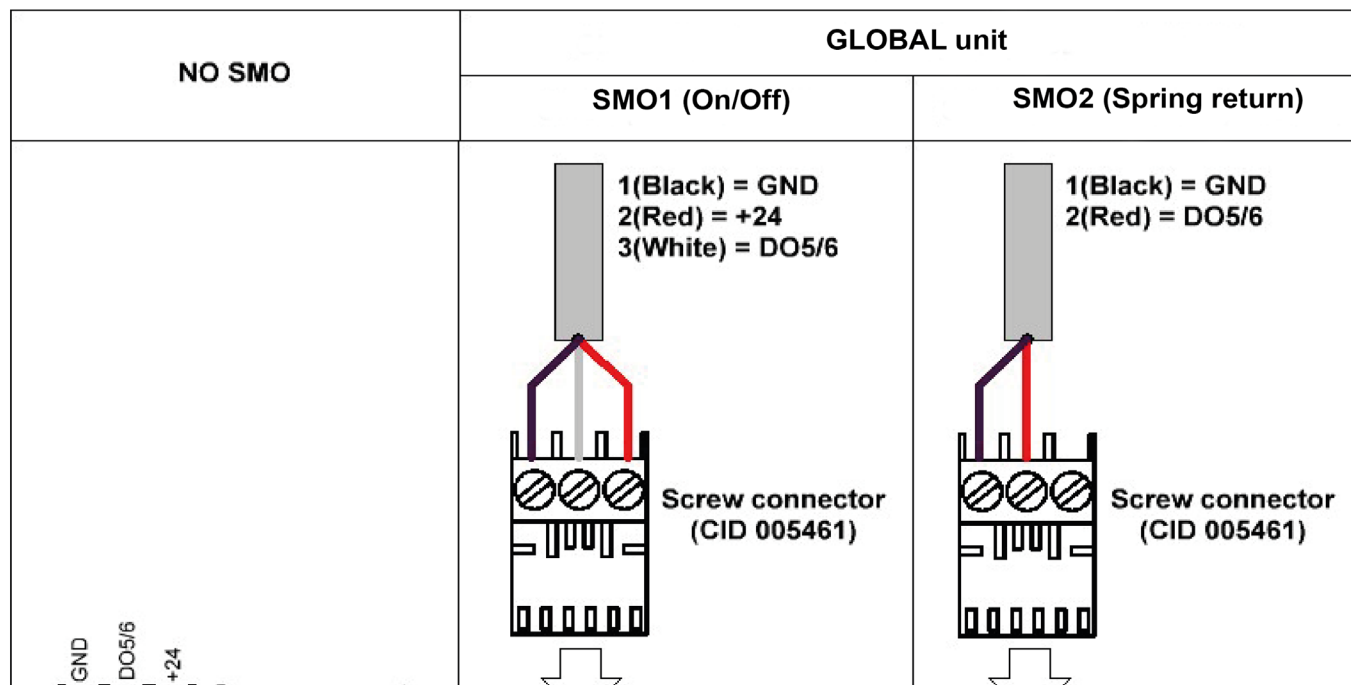 NO SMO
GLOBAL unit
SMO1 (On/Off)
SMO2 (Spring return)
1(Black) = GND
2(Red) = +24
3(White) = DO5/6
1(Black) = GND
2(Red) = DO5/6
Screw connector
(CID 005461)
Screw connector
(CID 005461)
GND
DO5/6
+24